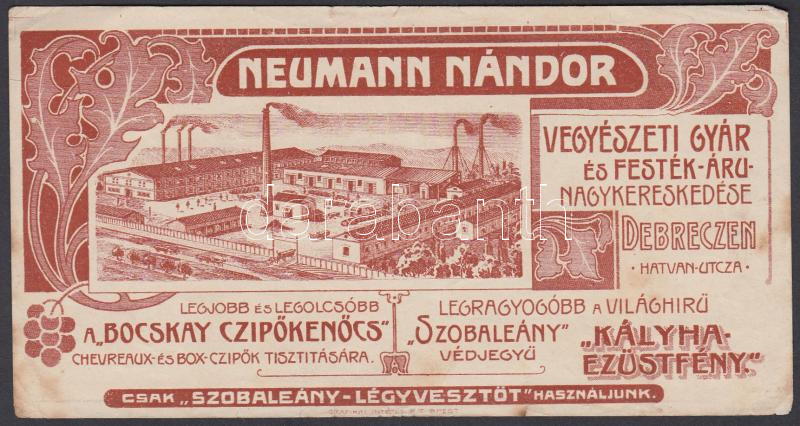 NEUMANN NÁNDOR
VEGYÉSZETI GYÁR
ÉS FESTÉK-ÁRU-
NAGYKERESKEDÉSE
DEBRECZEN
· HATVAN-UTCZA ·
LEGJOBB ÉS LEGOLCSÓBB
A „BOCSKAY CZIPŐKENŐCS"
CHEVREAUX- ÉS BOX-CZIPŐK TISZTITÁSÁRA.
LEGRAGYOGÓBB A VILÁGHIRŰ
„SZOBALEÁNY"
VÉDJEGYŰ
„KÁLYHA-
EZÜSTFÉNY."
CSAK „SZOBALEÁNY-LÉGYVESZTŐT" HASZNÁLJUNK.
darabanth